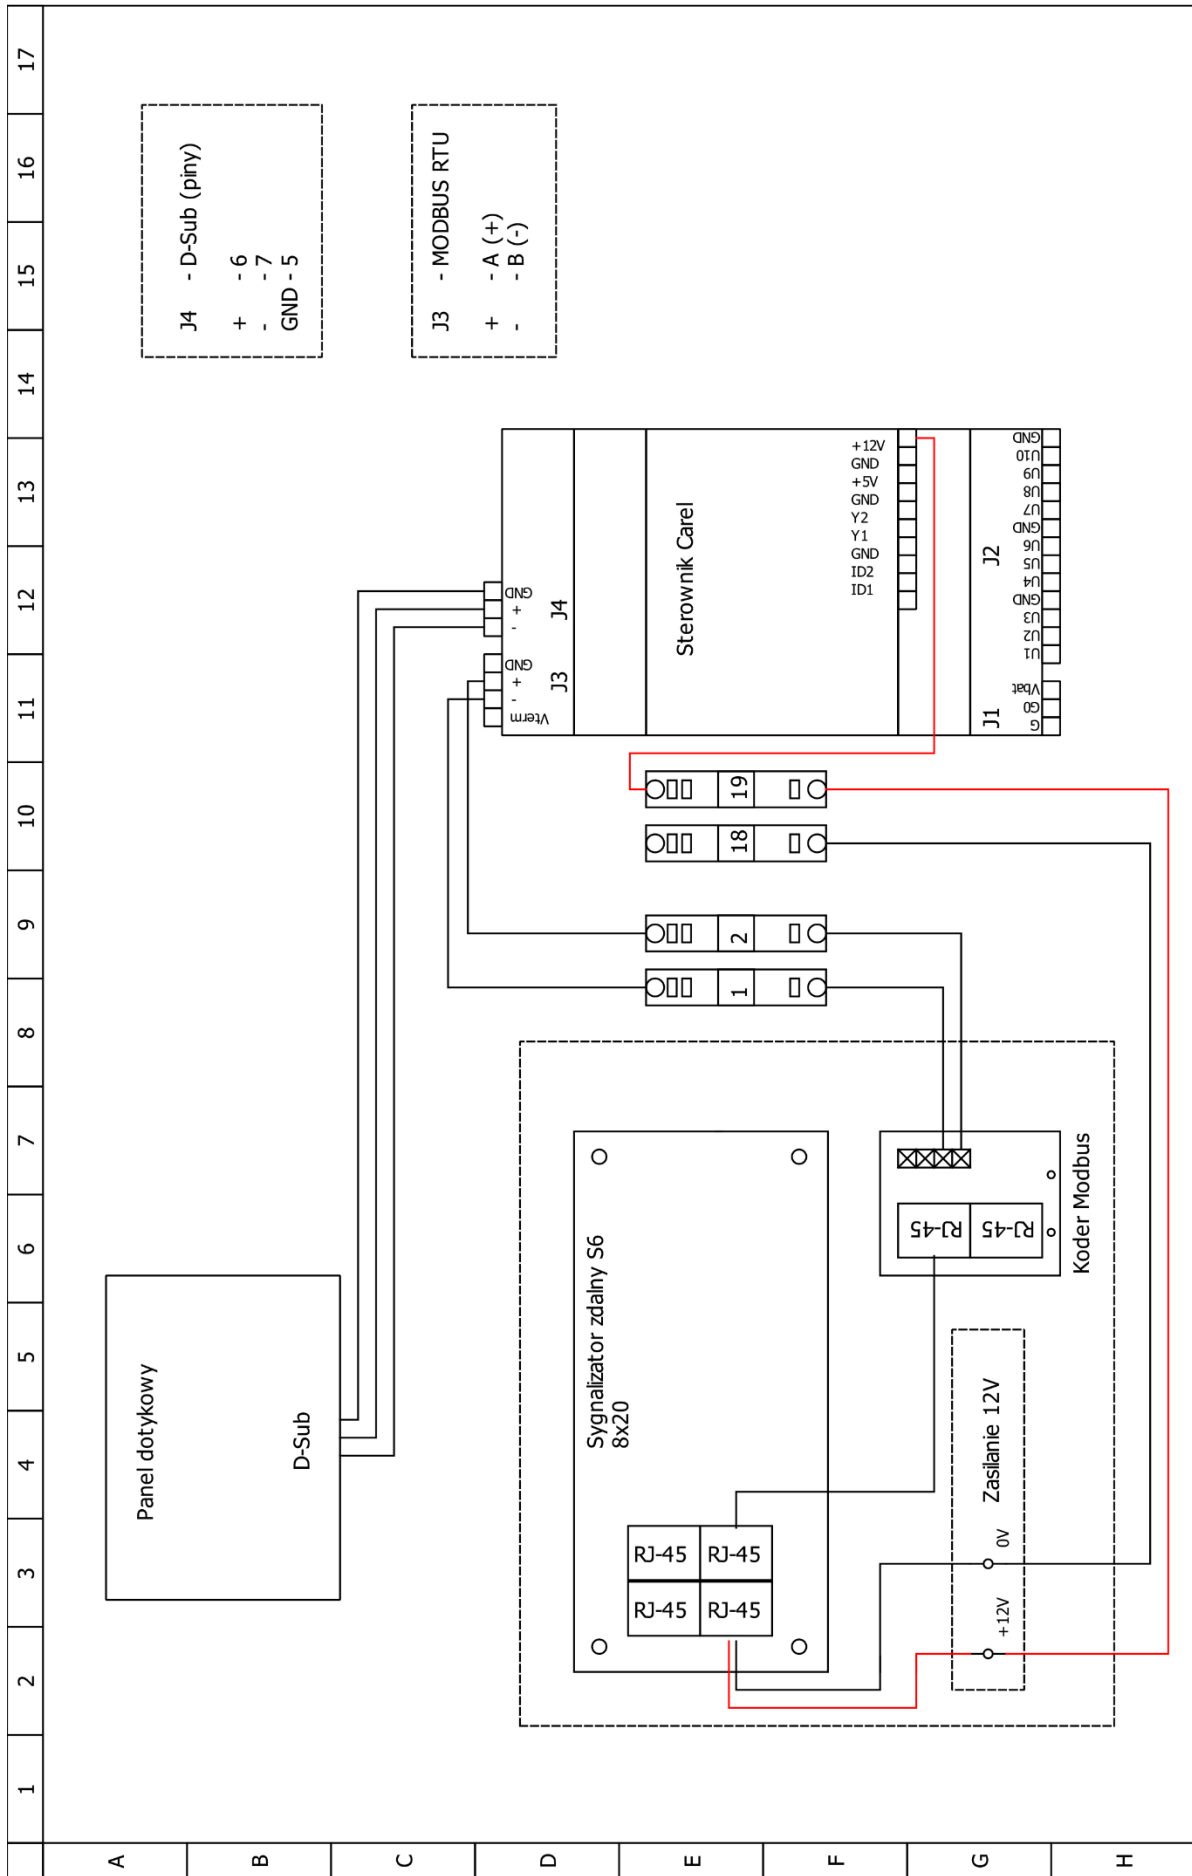 1 2 3 4 5 6 7 8 9 10 11 12 13 14 15 16 17
A
B
C
D
E
F
G
H
Panel dotykowy
D-Sub
J4 - D-Sub (piny)
+ - 6
- - 7
GND - 5
J3 - MODBUS RTU
+ - A (+)
- - B (-)
Vterm - + GND
- + GND
J3 J4
Sterownik Carel
ID1
ID2
GND
Y1
Y2
GND
+5V
GND
+12V
J1 J2
G G0 Vbat
U1 U2 U3 GND U4 U5 U6 GND U7 U8 U9 U10 GND
1 2 18 19
Sygnalizator zdalny S6
8x20
RJ-45 RJ-45
RJ-45 RJ-45
RJ-45
RJ-45
Koder Modbus
Zasilanie 12V
+12V 0V